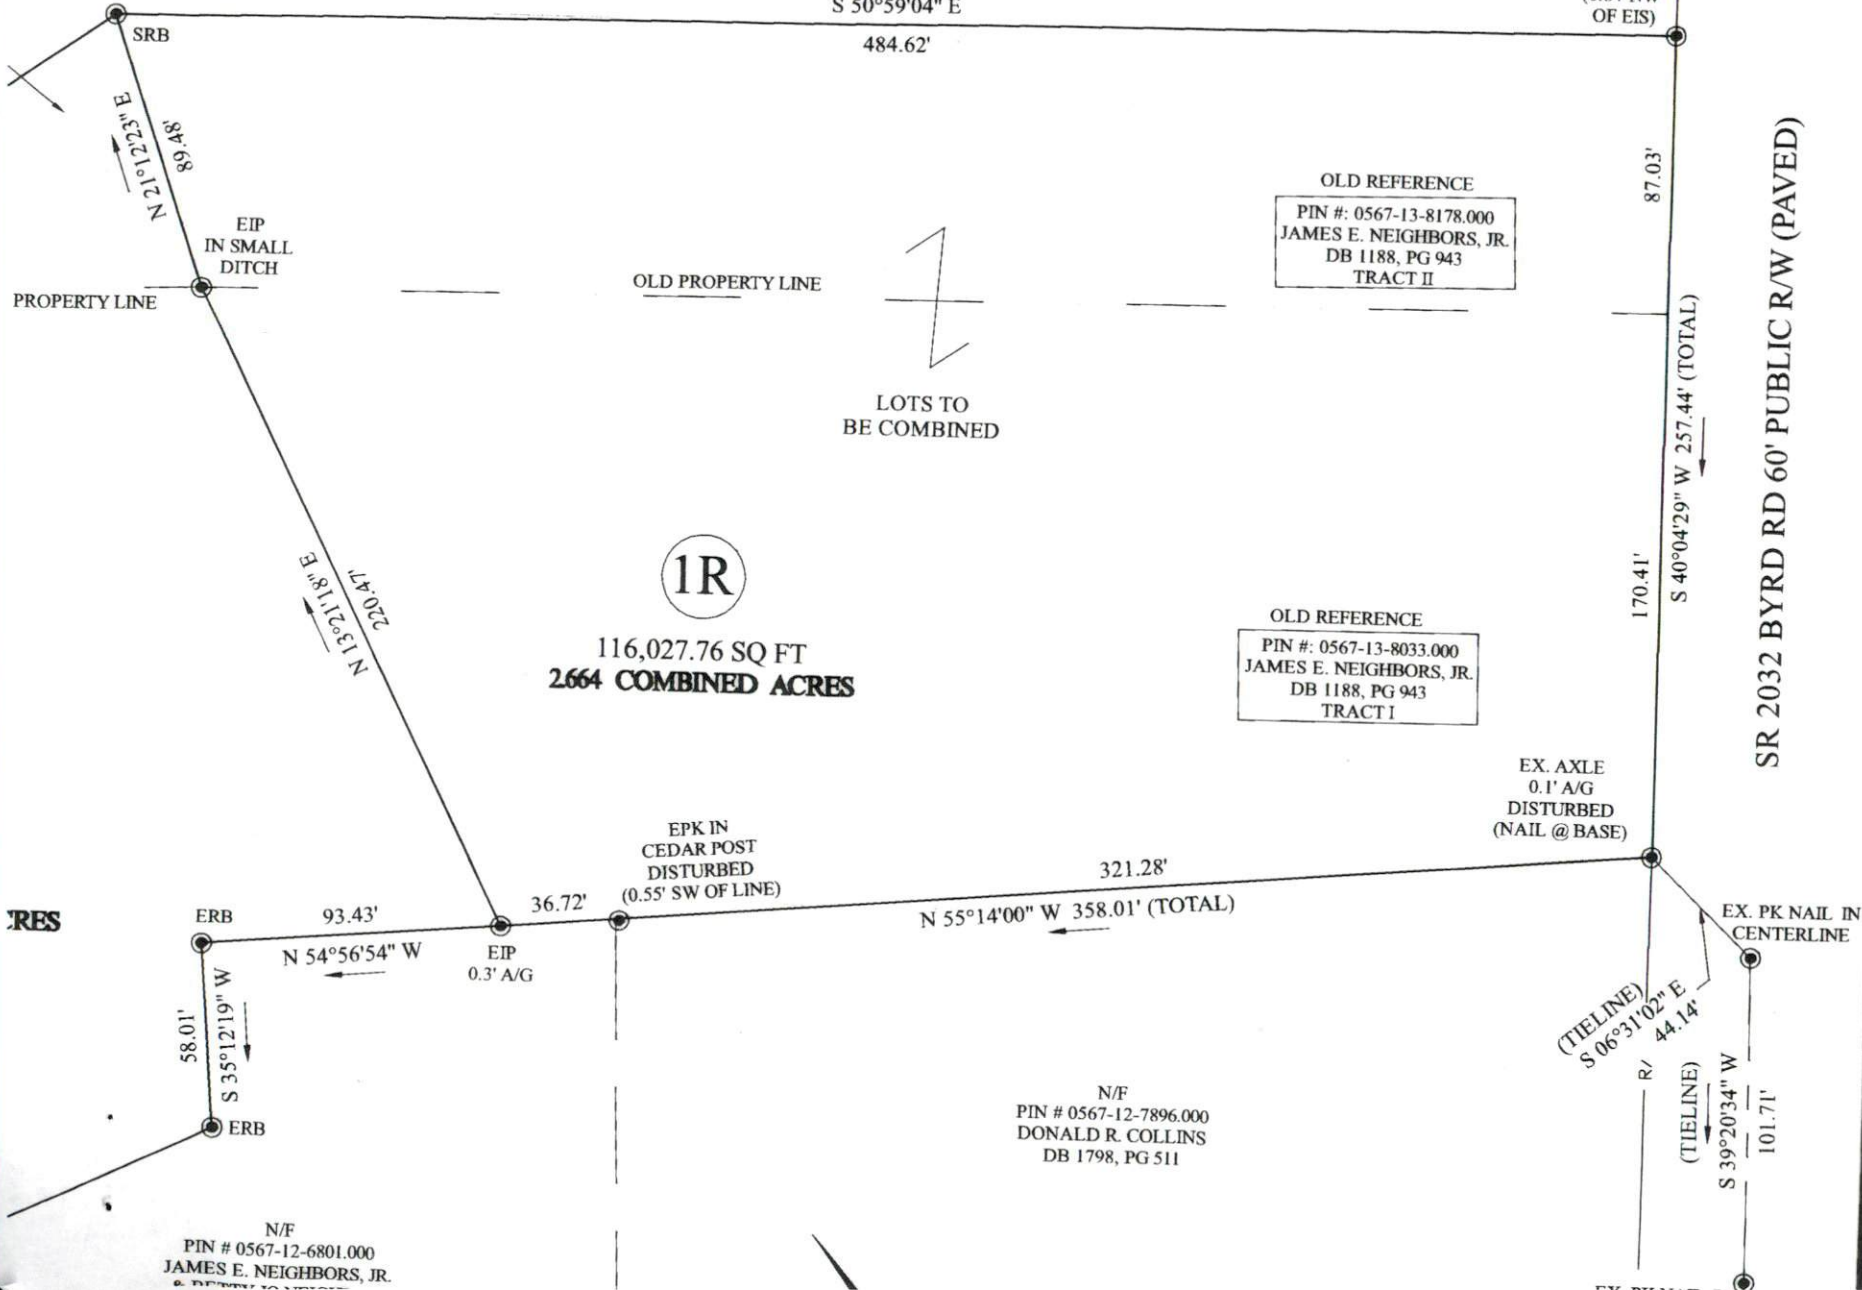 S 50°59'04" E
484.62'
OF EIS)
SRB
N 21°12'23" E
89.48'
EIP
IN SMALL
DITCH
PROPERTY LINE
OLD PROPERTY LINE
OLD REFERENCE
PIN #: 0567-13-8178.000
JAMES E. NEIGHBORS, JR.
DB 1188, PG 943
TRACT II
87.03'
S 40°04'29" W 257.44' (TOTAL)
SR 2032 BYRD RD 60' PUBLIC R/W (PAVED)
LOTS TO
BE COMBINED
N 13°21'18" E
220.47'
1R
116,027.76 SQ FT
2.664 COMBINED ACRES
170.41'
OLD REFERENCE
PIN #: 0567-13-8033.000
JAMES E. NEIGHBORS, JR.
DB 1188, PG 943
TRACT I
EX. AXLE
0.1' A/G
DISTURBED
(NAIL @ BASE)
EPK IN
CEDAR POST
DISTURBED
(0.55' SW OF LINE)
321.28'
N 55°14'00" W 358.01' (TOTAL)
36.72'
EIP
0.3' A/G
ERB
93.43'
N 54°56'54" W
58.01'
S 35°12'19" W
ERB
EX. PK NAIL IN
CENTERLINE
(TIELINE)
S 06°31'02" E
44.14'
R/
(TIELINE)
S 39°20'34" W
101.71'
N/F
PIN # 0567-12-7896.000
DONALD R. COLLINS
DB 1798, PG 511
N/F
PIN # 0567-12-6801.000
JAMES E. NEIGHBORS, JR.